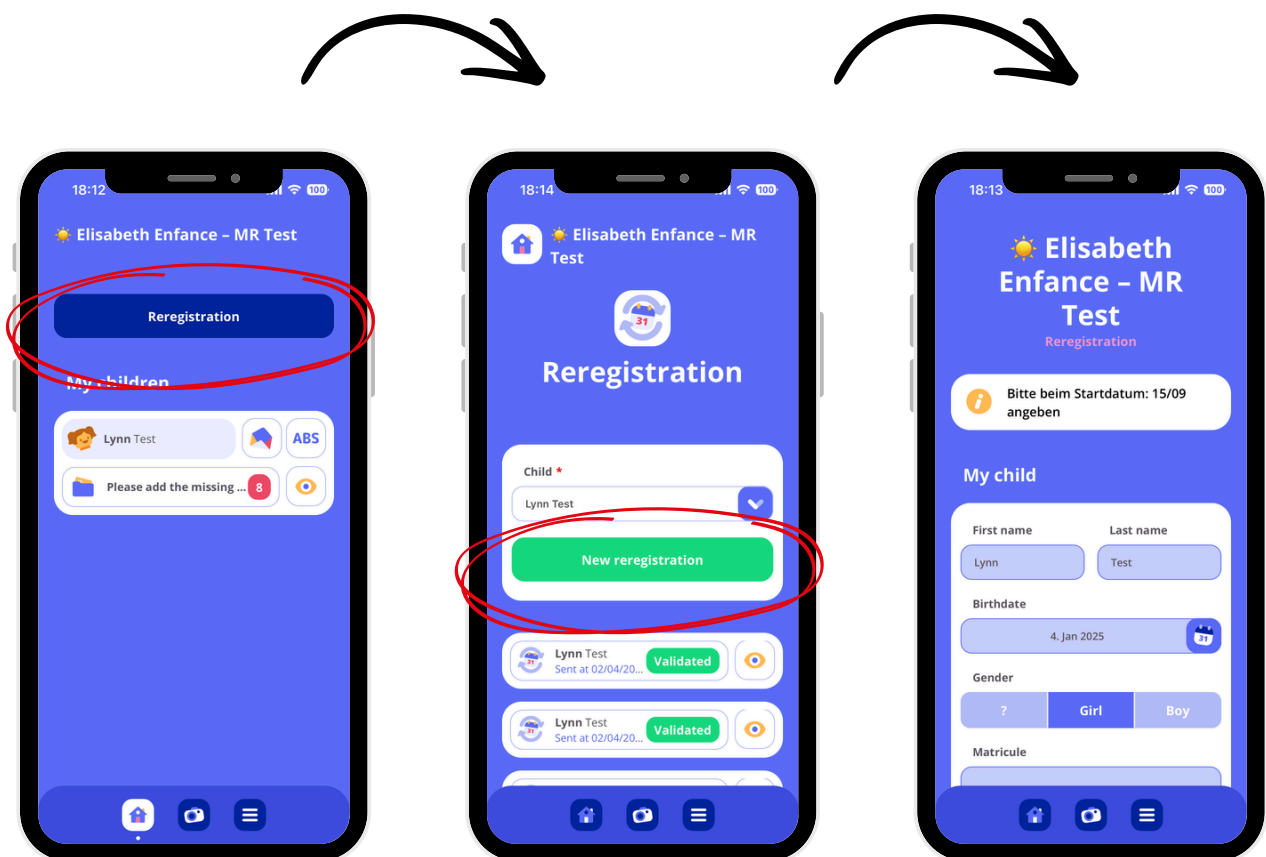 18:12
100
☀️ Elisabeth Enfance – MR Test
Reregistration
My children
Lynn Test
ABS
Please add the missing ...
8
18:14
100
☀️ Elisabeth Enfance – MR
Test
31
Reregistration
Child *
Lynn Test
New reregistration
31
Lynn Test
Sent at 02/04/20...
Validated
31
Lynn Test
Sent at 02/04/20...
Validated
18:13
100
☀️ Elisabeth
Enfance – MR
Test
Reregistration
i
Bitte beim Startdatum: 15/09
angeben
My child
First name
Last name
Lynn
Test
Birthdate
4. Jan 2025
31
Gender
?
Girl
Boy
Matricule